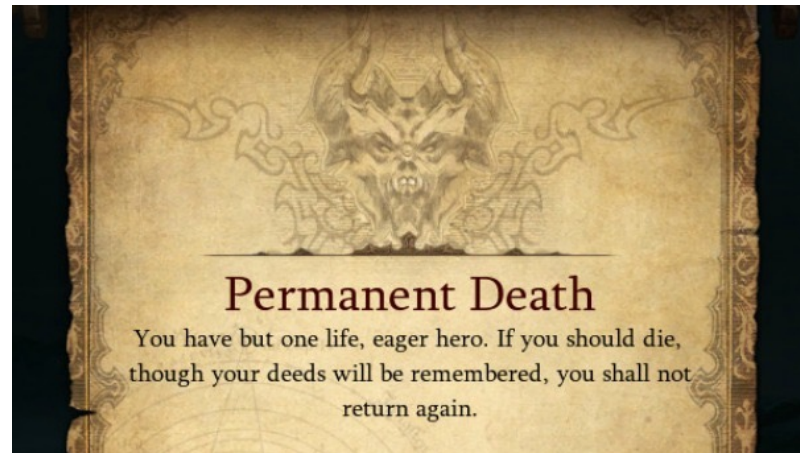 Permanent Death
You have but one life, eager hero. If you should die,
though your deeds will be remembered, you shall not
return again.